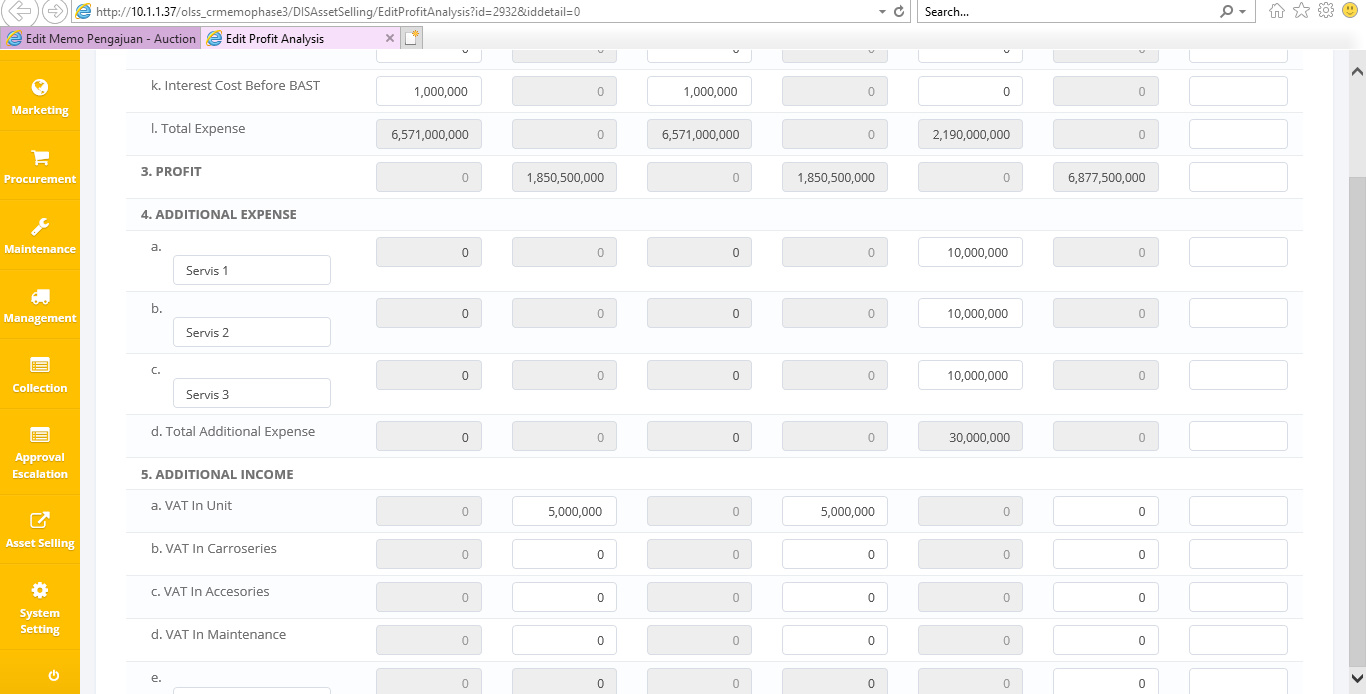 http://10.1.1.37/olss_crmemophase3/DISAssetSelling/EditProfitAnalysis?id=2932&iddetail=0
Search...
Edit Memo Pengajuan - Auction
Edit Profit Analysis
Marketing
Procurement
Maintenance
Management
Collection
Approval
Escalation
Asset Selling
System
Setting
k. Interest Cost Before BAST 1,000,000 0 1,000,000 0 0 0
l. Total Expense 6,571,000,000 0 6,571,000,000 0 2,190,000,000 0
3. PROFIT 0 1,850,500,000 0 1,850,500,000 0 6,877,500,000
4. ADDITIONAL EXPENSE
a. 0 0 0 0 10,000,000 0
Servis 1
b. 0 0 0 0 10,000,000 0
Servis 2
c. 0 0 0 0 10,000,000 0
Servis 3
d. Total Additional Expense 0 0 0 0 30,000,000 0
5. ADDITIONAL INCOME
a. VAT In Unit 0 5,000,000 0 5,000,000 0 0
b. VAT In Carroseries 0 0 0 0 0 0
c. VAT In Accesories 0 0 0 0 0 0
d. VAT In Maintenance 0 0 0 0 0 0
e. 0 0 0 0 0 0